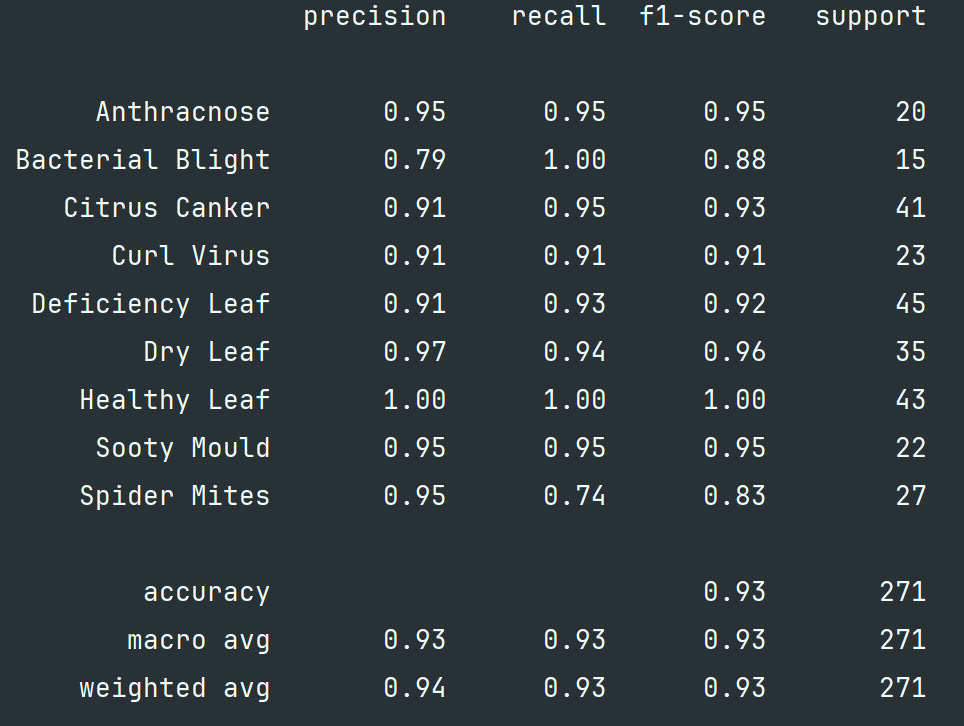 precision recall f1-score support
Anthracnose 0.95 0.95 0.95 20
Bacterial Blight 0.79 1.00 0.88 15
Citrus Canker 0.91 0.95 0.93 41
Curl Virus 0.91 0.91 0.91 23
Deficiency Leaf 0.91 0.93 0.92 45
Dry Leaf 0.97 0.94 0.96 35
Healthy Leaf 1.00 1.00 1.00 43
Sooty Mould 0.95 0.95 0.95 22
Spider Mites 0.95 0.74 0.83 27
accuracy 0.93 271
macro avg 0.93 0.93 0.93 271
weighted avg 0.94 0.93 0.93 271